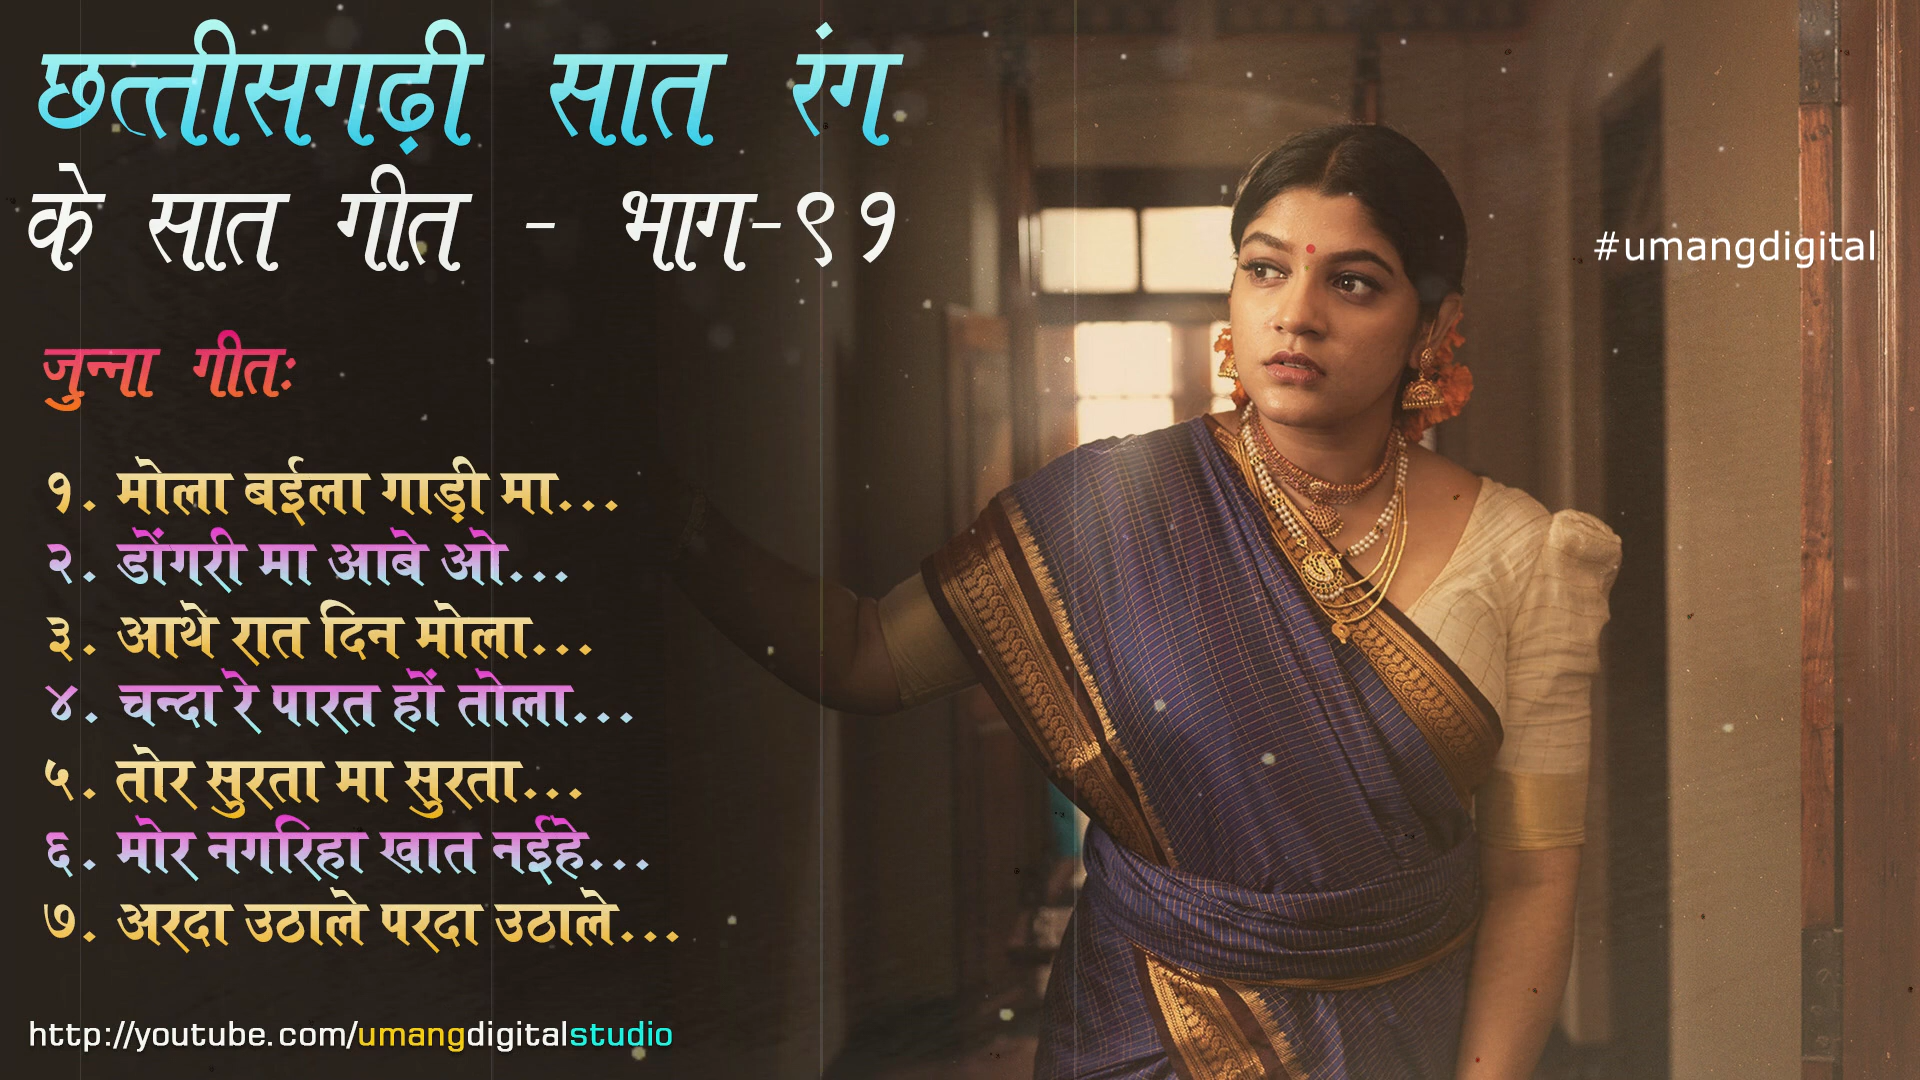 छत्तीसगढ़ी सात रंग
के सात गीत - भाग-९१
#umangdigital
जुन्ना गीतः
१. मोला बईला गाड़ी मा...
२. डोंगरी मा आबे ओ...
३. आथे रात दिन मोला...
४. चन्दा रे पारत हों तोला...
५. तोर सुरता मा सुरता...
६. मोर नगरिहा खात नईहे...
७. अरदा उठाले परदा उठाले...
http://youtube.com/umangdigitalstudio